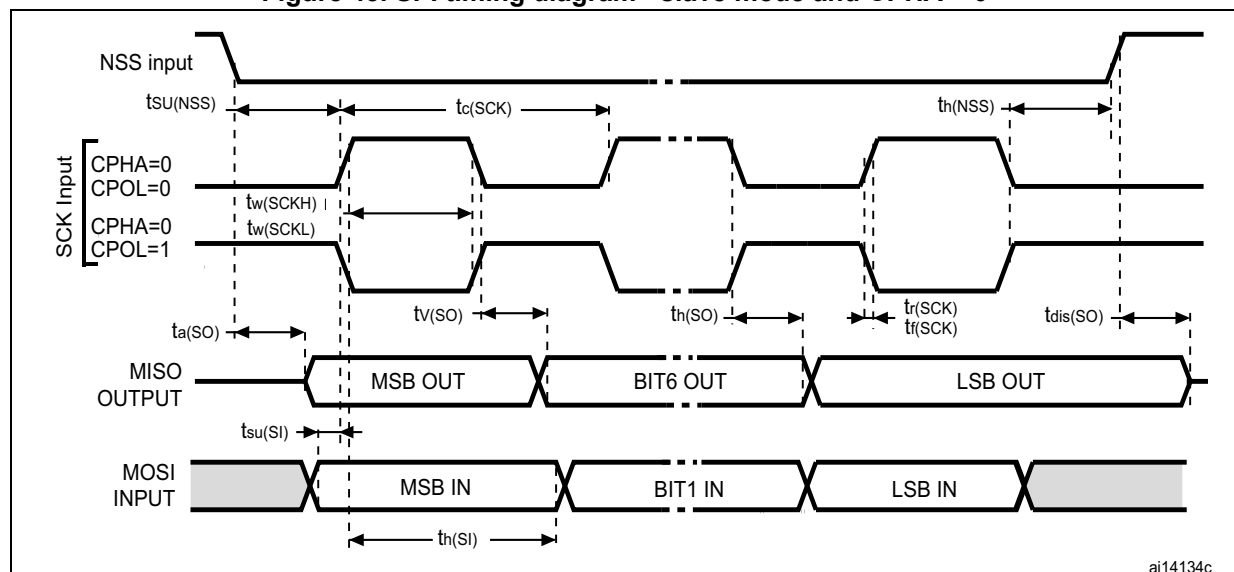 NSS input
tSU(NSS)
tc(SCK)
th(NSS)
SCK Input
CPHA=0
CPOL=0
tw(SCKH)
CPHA=0
CPOL=1
tw(SCKL)
tV(SO)
th(SO)
tr(SCK)
tf(SCK)
tdis(SO)
ta(SO)
MISO
OUTPUT
MSB OUT
BIT6 OUT
LSB OUT
tsu(SI)
MOSI
INPUT
MSB IN
BIT1 IN
LSB IN
th(SI)
ai14134c